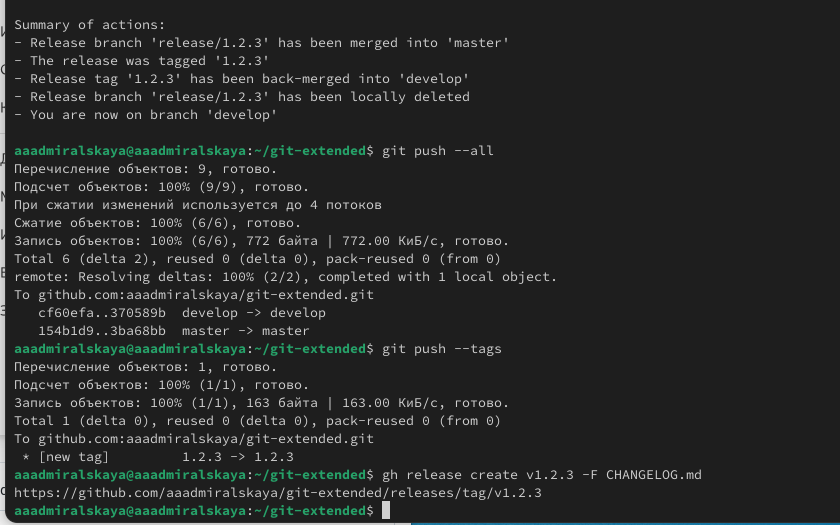 Summary of actions:
- Release branch 'release/1.2.3' has been merged into 'master'
- The release was tagged '1.2.3'
- Release tag '1.2.3' has been back-merged into 'develop'
- Release branch 'release/1.2.3' has been locally deleted
- You are now on branch 'develop'
aaadmiralskaya@aaadmiralskaya:~/git-extended$ git push --all
Перечисление объектов: 9, готово.
Подсчет объектов: 100% (9/9), готово.
При сжатии изменений используется до 4 потоков
Сжатие объектов: 100% (6/6), готово.
Запись объектов: 100% (6/6), 772 байта | 772.00 КиБ/с, готово.
Total 6 (delta 2), reused 0 (delta 0), pack-reused 0 (from 0)
remote: Resolving deltas: 100% (2/2), completed with 1 local object.
To github.com:aaadmiralskaya/git-extended.git
   cf60efa..370589b  develop -> develop
   154b1d9..3ba68bb  master -> master
aaadmiralskaya@aaadmiralskaya:~/git-extended$ git push --tags
Перечисление объектов: 1, готово.
Подсчет объектов: 100% (1/1), готово.
Запись объектов: 100% (1/1), 163 байта | 163.00 КиБ/с, готово.
Total 1 (delta 0), reused 0 (delta 0), pack-reused 0 (from 0)
To github.com:aaadmiralskaya/git-extended.git
 * [new tag]         1.2.3 -> 1.2.3
aaadmiralskaya@aaadmiralskaya:~/git-extended$ gh release create v1.2.3 -F CHANGELOG.md
https://github.com/aaadmiralskaya/git-extended/releases/tag/v1.2.3
aaadmiralskaya@aaadmiralskaya:~/git-extended$